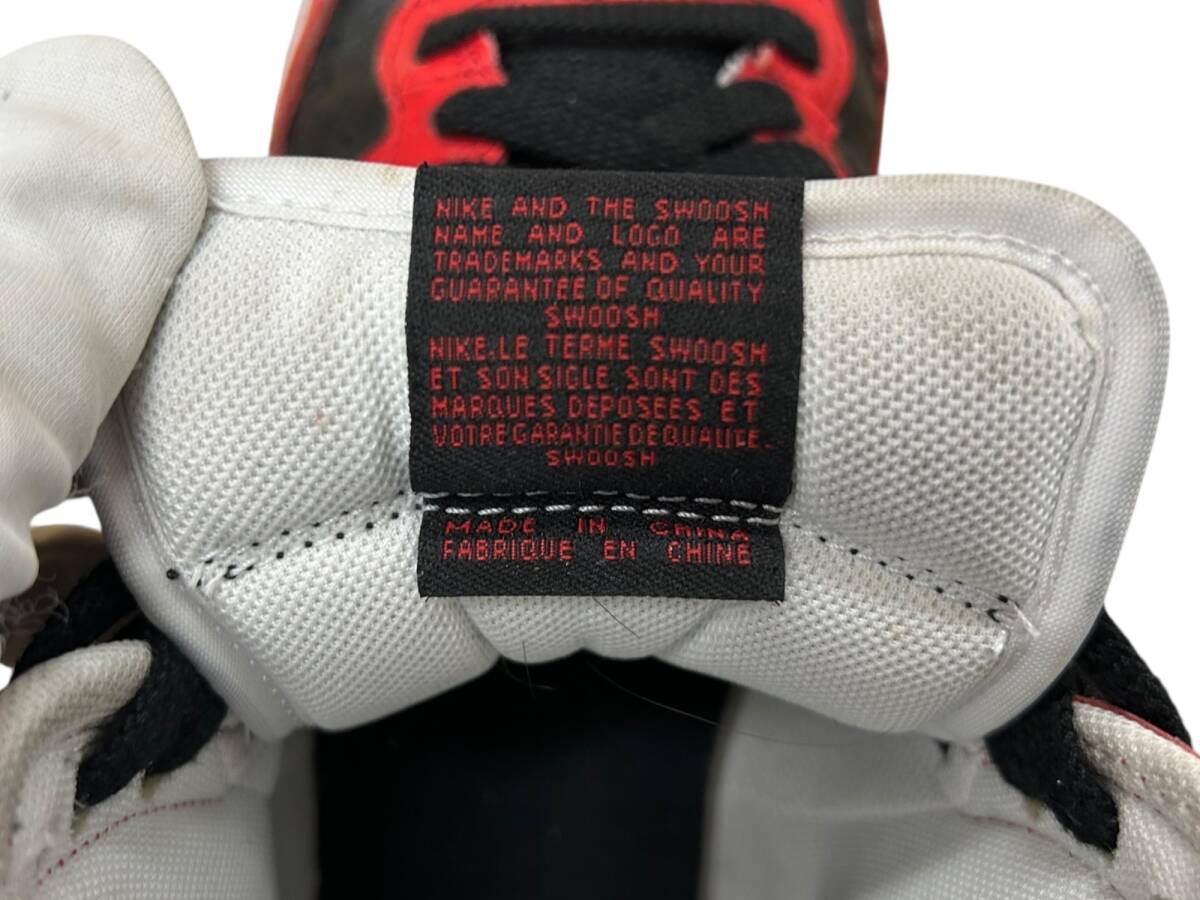 NIKE AND THE SWOOSH
NAME AND LOGO ARE
TRADEMARKS AND YOUR
GUARANTEE OF QUALITY
SWOOSH
NIKE.LE TERME SWOOSH
ET SON SIGLE SONT DES
MARQUES DEPOSEES ET
VOTRE GARANTIE DE QUALITE.
SWOOSH
MADE IN CHINA
FABRIQUE EN CHINE